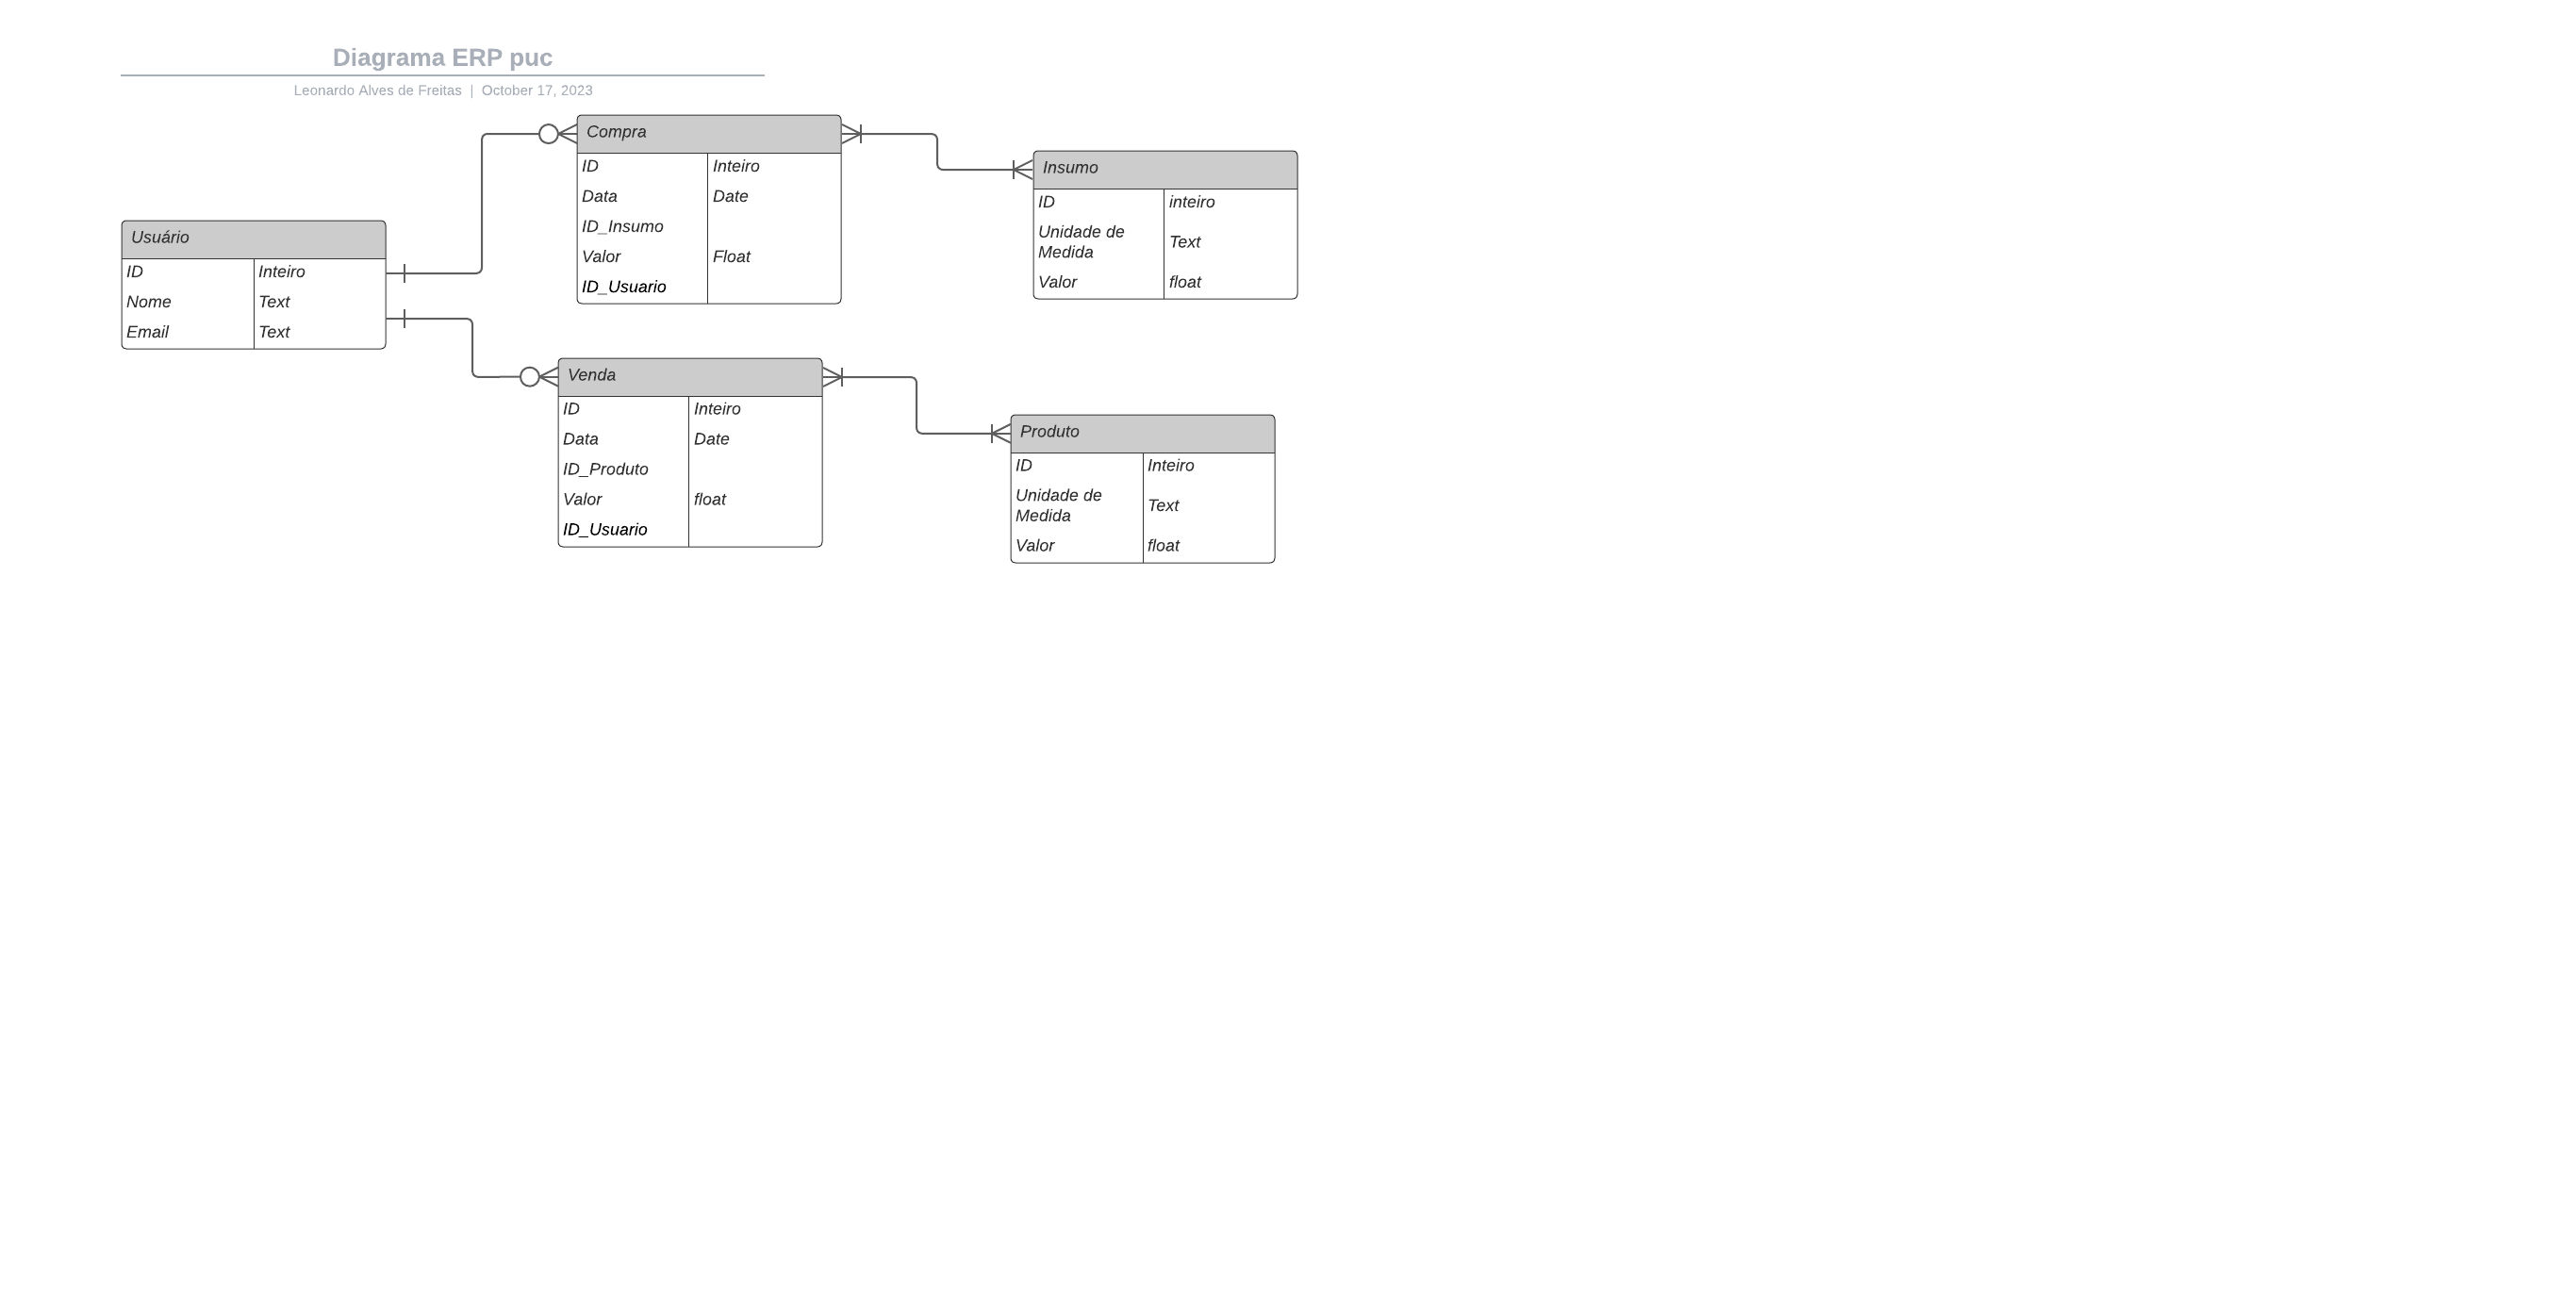 Diagrama ERP puc
Leonardo Alves de Freitas | October 17, 2023
Compra
ID Inteiro
Data Date
ID_Insumo
Valor Float
ID_Usuario
Insumo
ID inteiro
Unidade de
Medida
Text
Valor float
Usuário
ID Inteiro
Nome Text
Email Text
Venda
ID Inteiro
Data Date
ID_Produto
Valor float
ID_Usuario
Produto
ID Inteiro
Unidade de
Medida
Text
Valor float